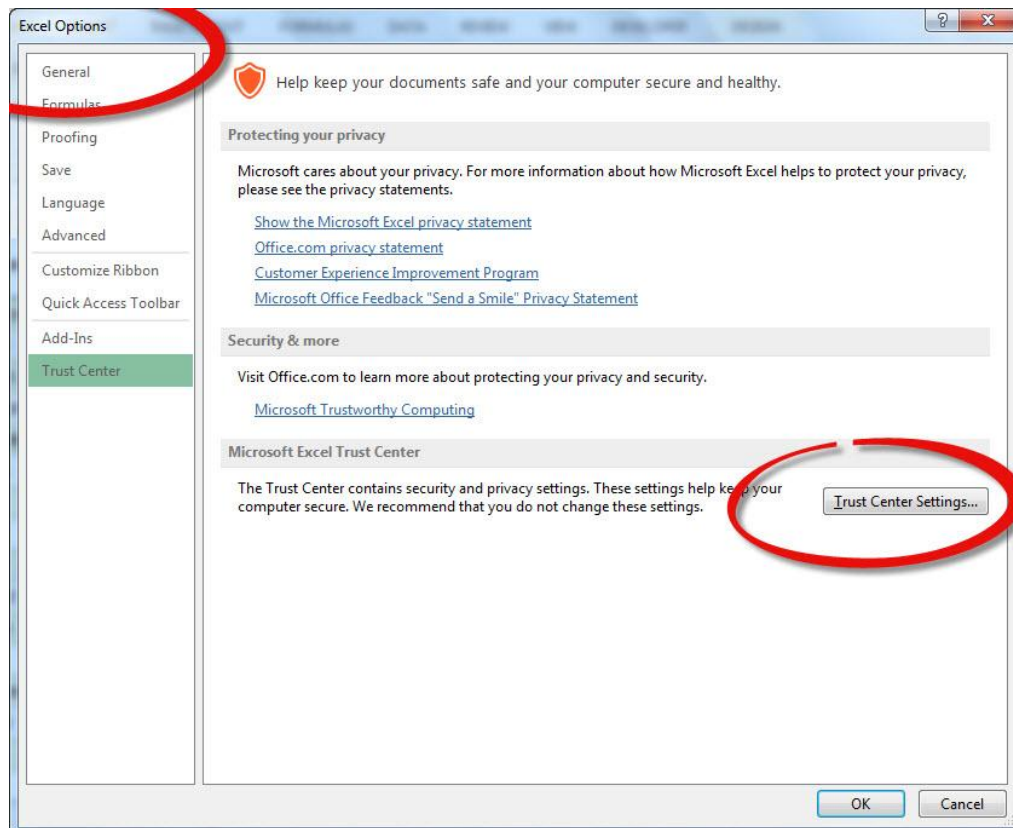 Excel Options
General
Formulas
Proofing
Save
Language
Advanced
Customize Ribbon
Quick Access Toolbar
Add-Ins
Trust Center
Help keep your documents safe and your computer secure and healthy.
Protecting your privacy
Microsoft cares about your privacy. For more information about how Microsoft Excel helps to protect your privacy,
please see the privacy statements.
Show the Microsoft Excel privacy statement
Office.com privacy statement
Customer Experience Improvement Program
Microsoft Office Feedback "Send a Smile" Privacy Statement
Security & more
Visit Office.com to learn more about protecting your privacy and security.
Microsoft Trustworthy Computing
Microsoft Excel Trust Center
The Trust Center contains security and privacy settings. These settings help keep your
computer secure. We recommend that you do not change these settings.
Trust Center Settings...
OK
Cancel